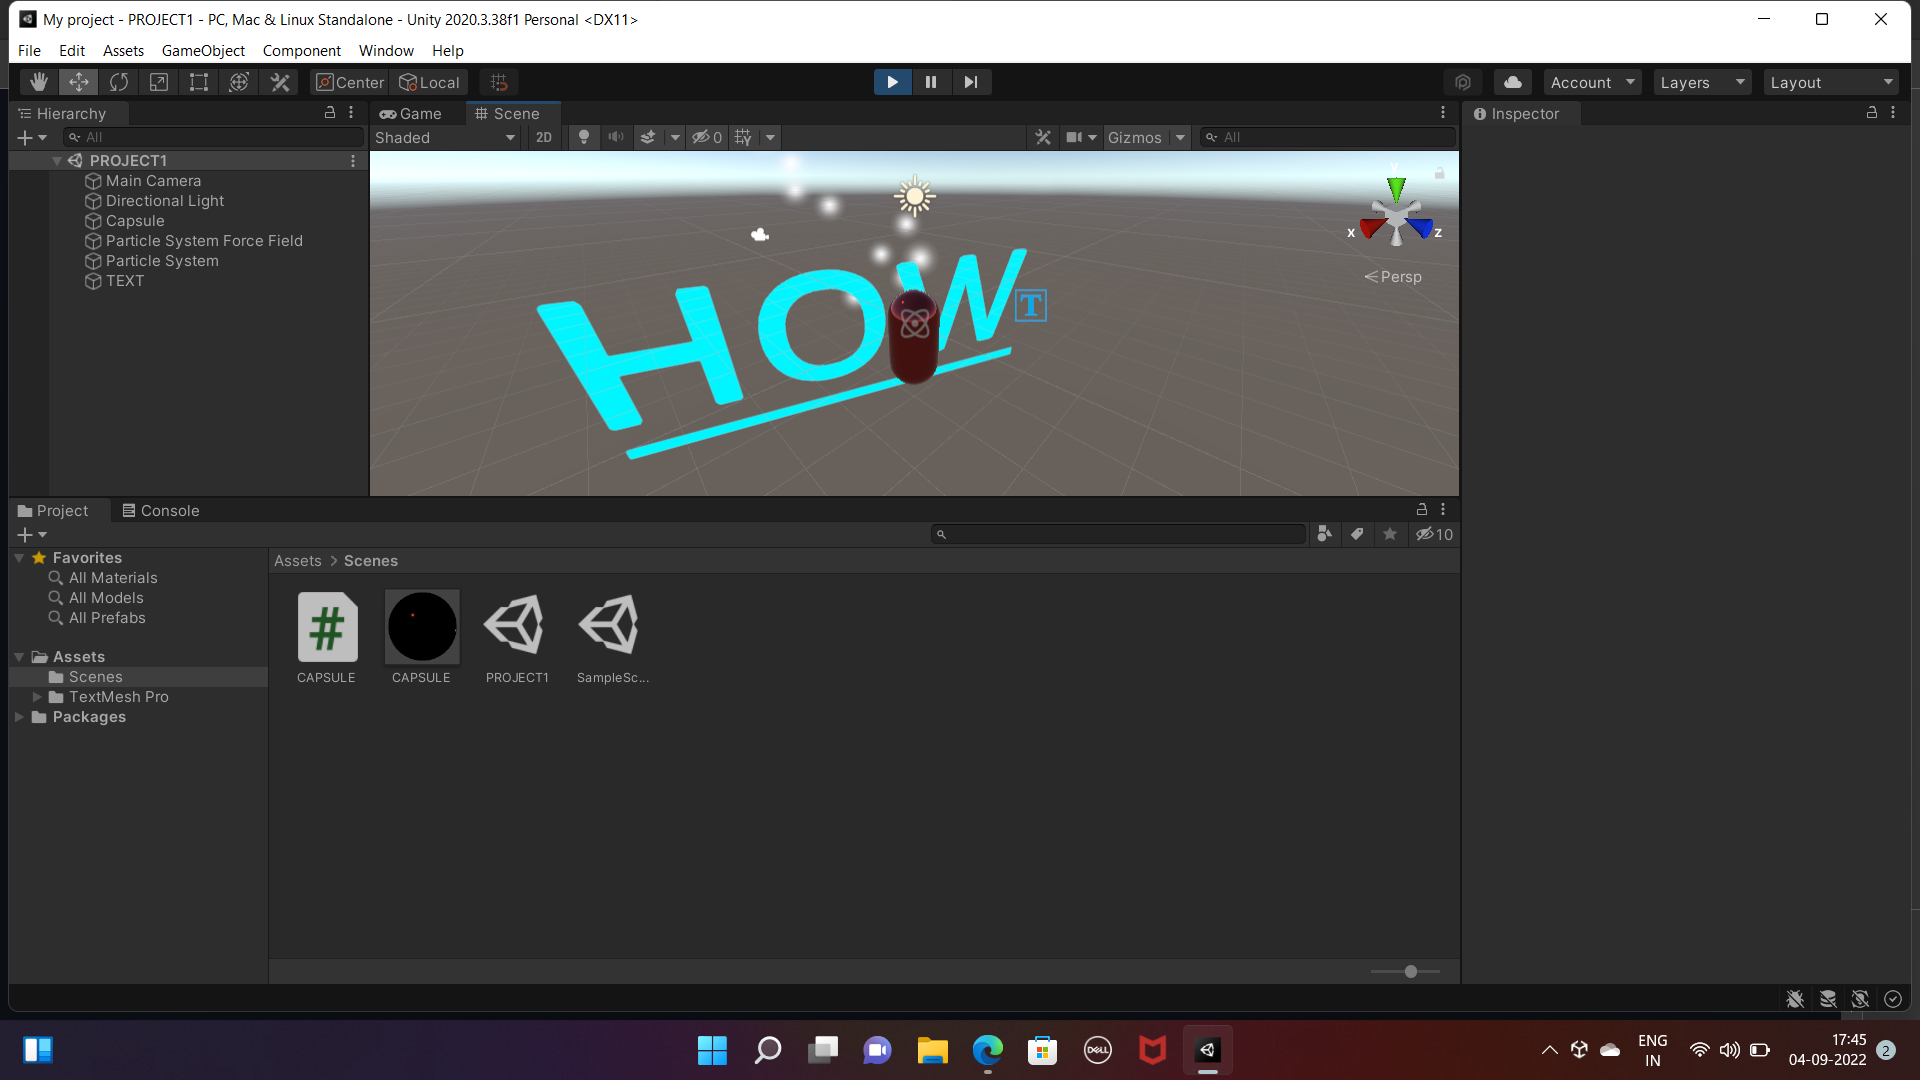 My project - PROJECT1 - PC, Mac & Linux Standalone - Unity 2020.3.38f1 Personal <DX11>
File Edit Assets GameObject Component Window Help
Center Local Account Layers Layout
Hierarchy
All
PROJECT1
Main Camera
Directional Light
Capsule
Particle System Force Field
Particle System
TEXT
Game Scene
Shaded 2D 0 Gizmos All
y
x z
Persp
HOW
T
Inspector
Project Console
10
Favorites
All Materials
All Models
All Prefabs
Assets
Scenes
TextMesh Pro
Packages
Assets > Scenes
#
CAPSULE CAPSULE PROJECT1 SampleSc...
DELL
ENG
IN
17:45
04-09-2022
2